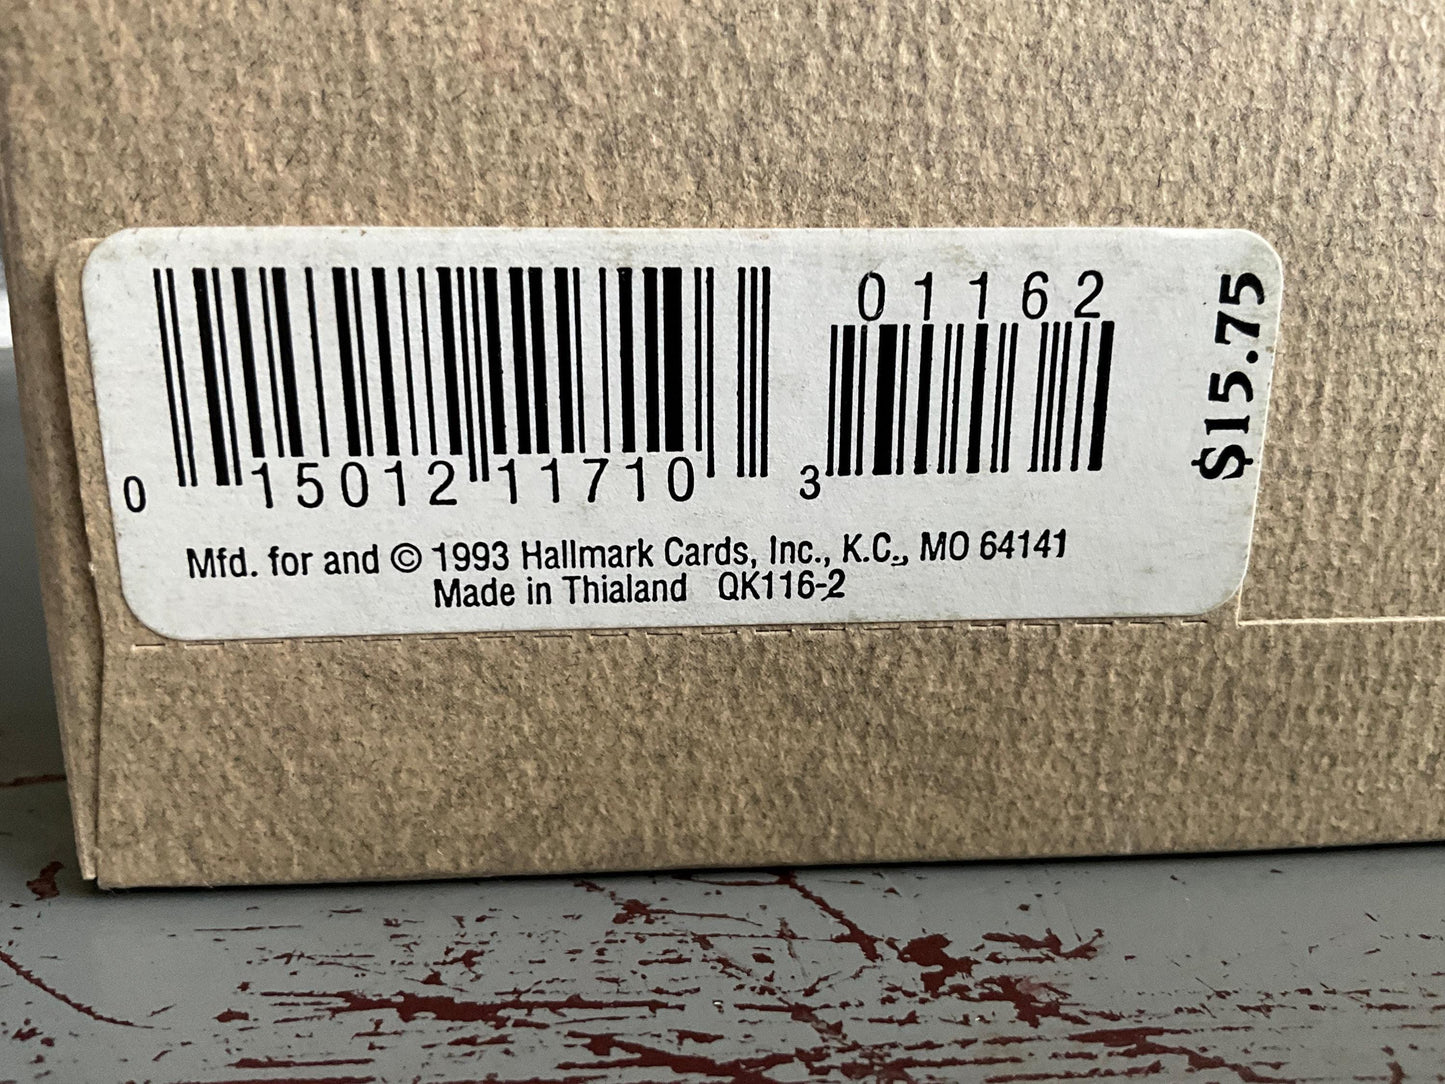 01162
0 15012 11710 3
$15.75
Mfd. for and © 1993 Hallmark Cards, Inc., K.C., MO 64141
Made in Thialand QK116-2